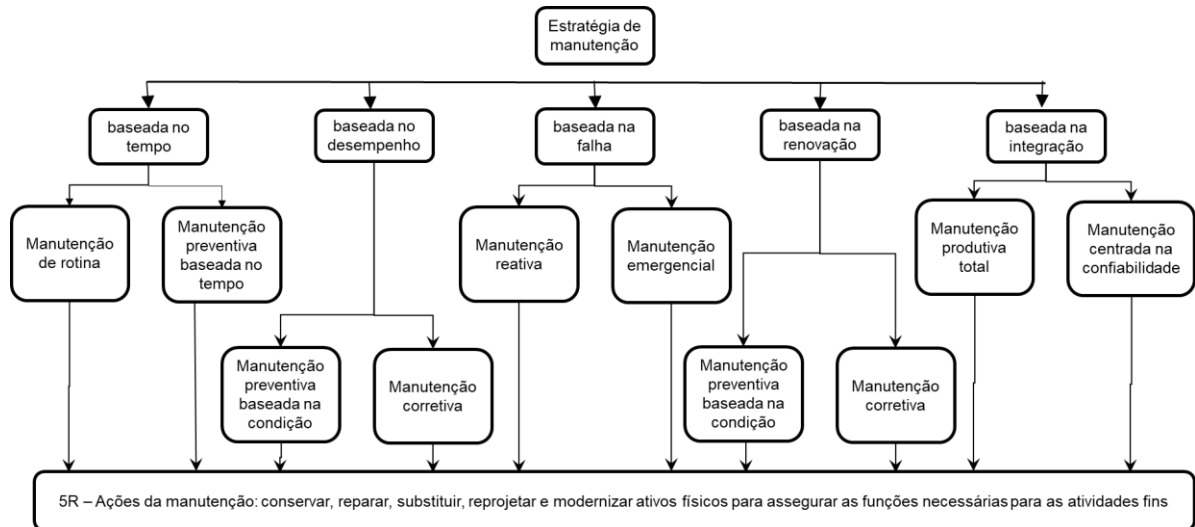 Estratégia de
manutenção
baseada no
tempo
baseada no
desempenho
baseada na
falha
baseada na
renovação
baseada na
integração
Manutenção
de rotina
Manutenção
preventiva
baseada no
tempo
Manutenção
reativa
Manutenção
emergencial
Manutenção
produtiva
total
Manutenção
centrada na
confiabilidade
Manutenção
preventiva
baseada na
condição
Manutenção
corretiva
Manutenção
preventiva
baseada na
condição
Manutenção
corretiva
5R – Ações da manutenção: conservar, reparar, substituir, reprojetar e modernizar ativos físicos para assegurar as funções necessárias para as atividades fins